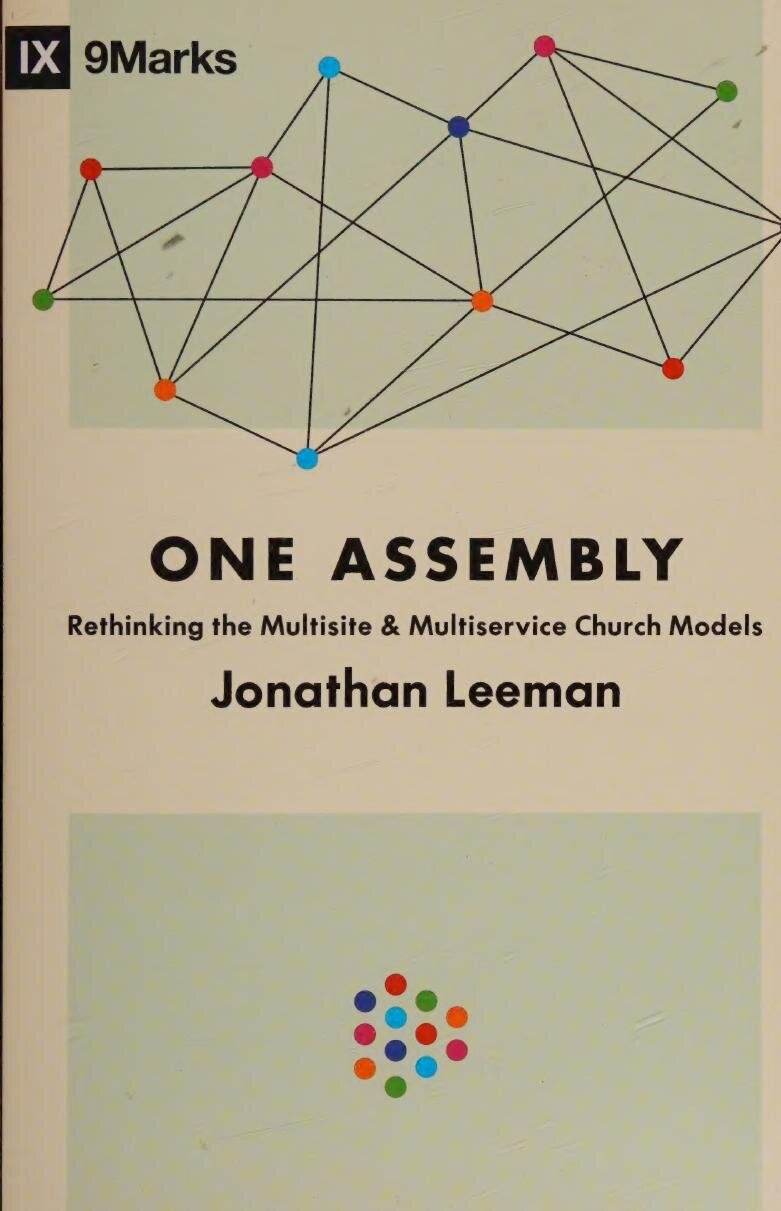 IX 9Marks
ONE ASSEMBLY
Rethinking the Multisite & Multiservice Church Models
Jonathan Leeman